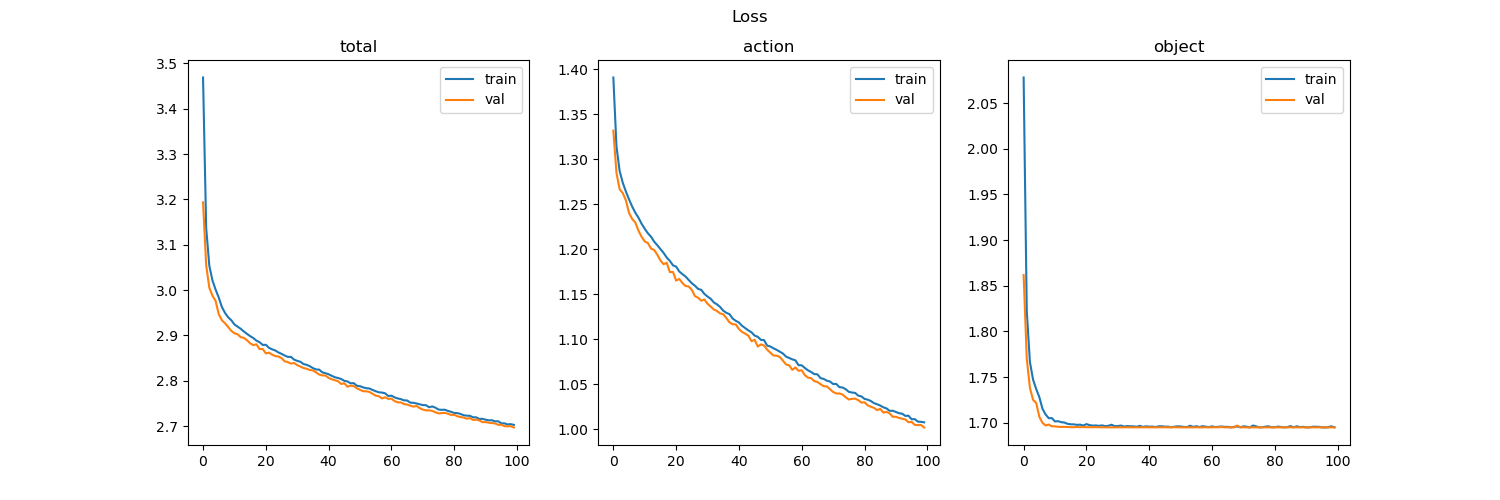 Loss
total
3.5
3.4
3.3
3.2
3.1
3.0
2.9
2.8
2.7
0 20 40 60 80 100
train
val
action
1.40
1.35
1.30
1.25
1.20
1.15
1.10
1.05
1.00
0 20 40 60 80 100
train
val
object
2.05
2.00
1.95
1.90
1.85
1.80
1.75
1.70
0 20 40 60 80 100
train
val